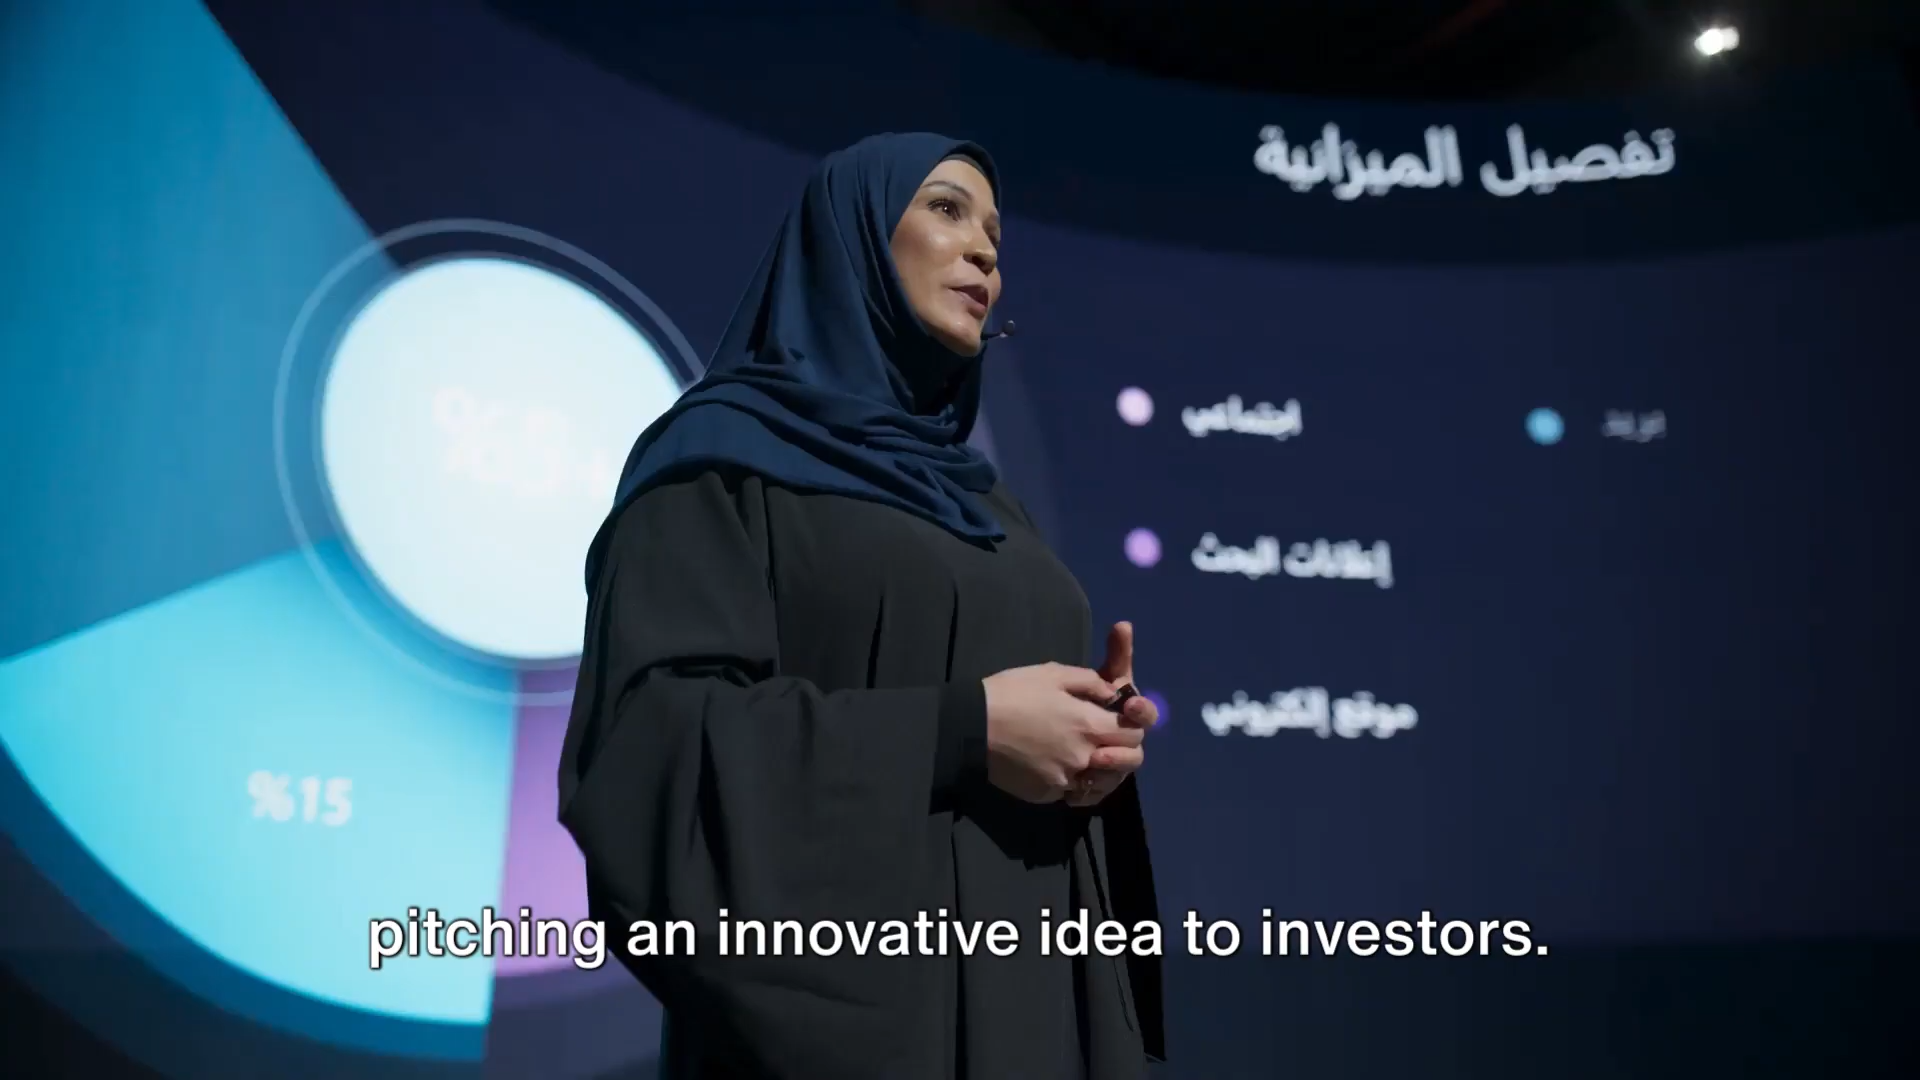 تفصيل الميزانية
اجتماعي
إعلانات البحث
موقع إلكتروني
%15
pitching an innovative idea to investors.